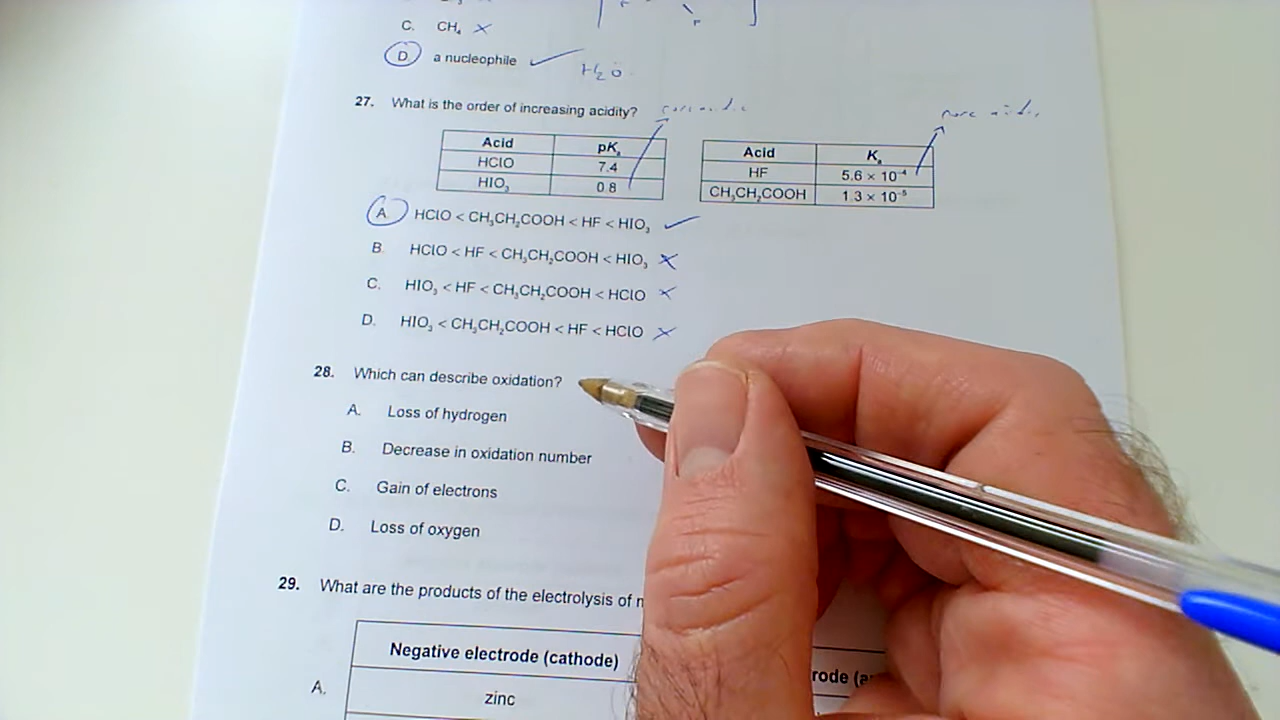 C. CH₄ ✗
D. a nucleophile ✓ H₂O
27. What is the order of increasing acidity?
more acidic
Acid pKₐ
HClO 7.4
HIO₃ 0.8
Acid Kₐ
HF 5.6 × 10⁻⁴
CH₃CH₂COOH 1.3 × 10⁻⁵
A. HClO < CH₃CH₂COOH < HF < HIO₃ ✓
B. HClO < HF < CH₃CH₂COOH < HIO₃ ✗
C. HIO₃ < HF < CH₃CH₂COOH < HClO ✗
D. HIO₃ < CH₃CH₂COOH < HF < HClO ✗
28. Which can describe oxidation?
A. Loss of hydrogen
B. Decrease in oxidation number
C. Gain of electrons
D. Loss of oxygen
29. What are the products of the electrolysis of
Negative electrode (cathode)
A. zinc